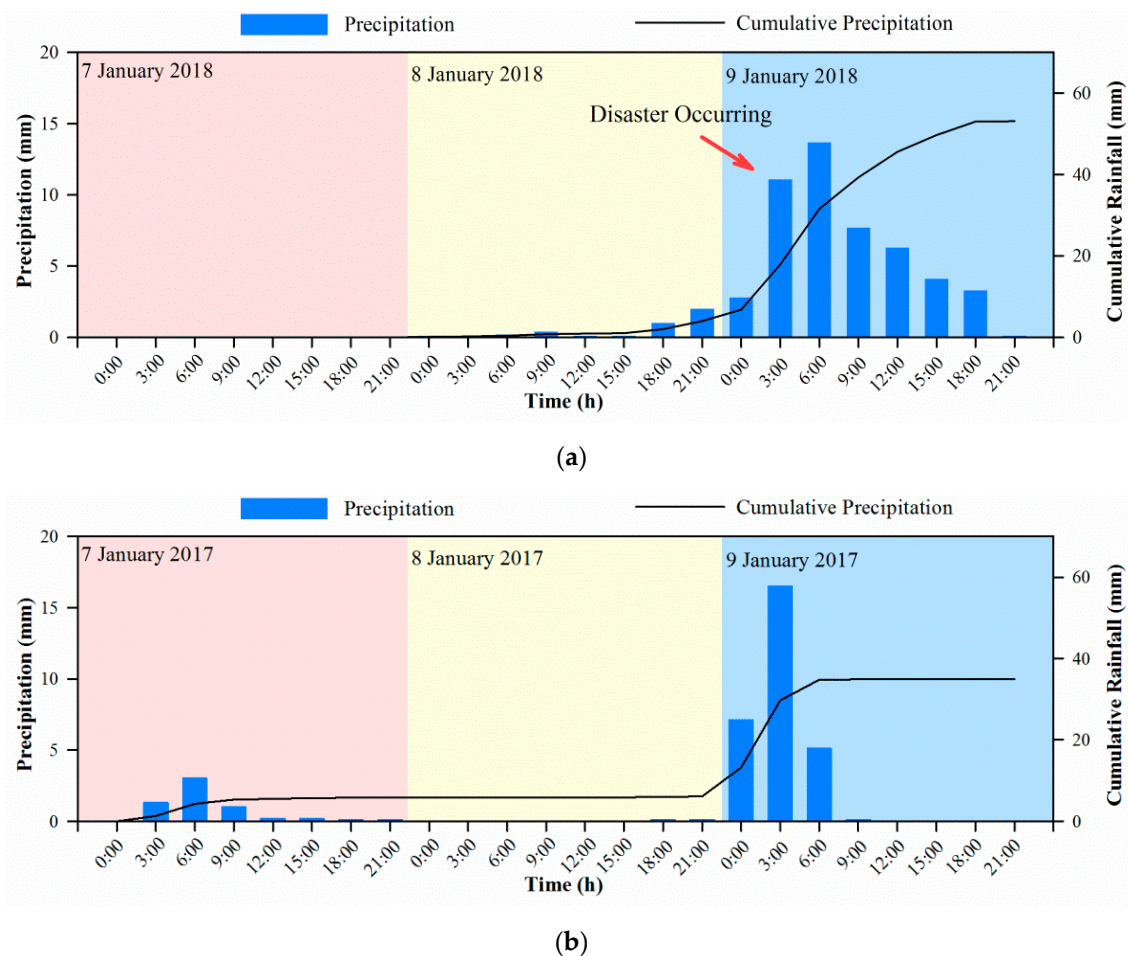 Precipitation Cumulative Precipitation
20
15
10
5
0
Precipitation (mm)
7 January 2018 8 January 2018 9 January 2018
Disaster Occurring
60
40
20
0
Cumulative Rainfall (mm)
0:00 3:00 6:00 9:00 12:00 15:00 18:00 21:00 0:00 3:00 6:00 9:00 12:00 15:00 18:00 21:00 0:00 3:00 6:00 9:00 12:00 15:00 18:00 21:00
Time (h)
(a)
Precipitation Cumulative Precipitation
20
15
10
5
0
Precipitation (mm)
7 January 2017 8 January 2017 9 January 2017
60
40
20
0
Cumulative Rainfall (mm)
0:00 3:00 6:00 9:00 12:00 15:00 18:00 21:00 0:00 3:00 6:00 9:00 12:00 15:00 18:00 21:00 0:00 3:00 6:00 9:00 12:00 15:00 18:00 21:00
Time (h)
(b)